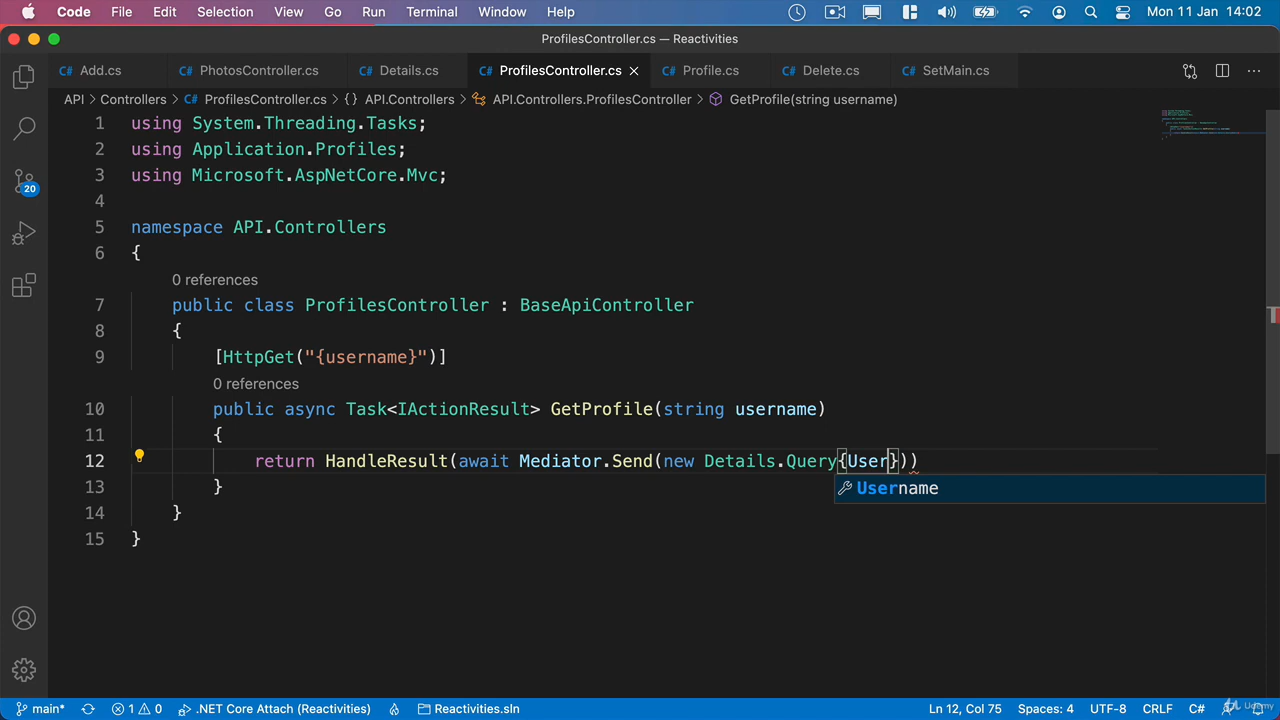 Code File Edit Selection View Go Run Terminal Window Help Mon 11 Jan 14:02
ProfilesController.cs — Reactivities
C# Add.cs C# PhotosController.cs C# Details.cs C# ProfilesController.cs C# Profile.cs C# Delete.cs C# SetMain.cs
API > Controllers > C# ProfilesController.cs > {} API.Controllers > API.Controllers.ProfilesController > GetProfile(string username)
1 using System.Threading.Tasks;
2 using Application.Profiles;
3 using Microsoft.AspNetCore.Mvc;
4
5 namespace API.Controllers
6 {
0 references
7 public class ProfilesController : BaseApiController
8 {
9 [HttpGet("{username}")]
0 references
10 public async Task<IActionResult> GetProfile(string username)
11 {
12 return HandleResult(await Mediator.Send(new Details.Query{User}))
Username
13 }
14 }
15 }
20
main* 1 0 .NET Core Attach (Reactivities) Reactivities.sln Ln 12, Col 75 Spaces: 4 UTF-8 CRLF C# Udemy